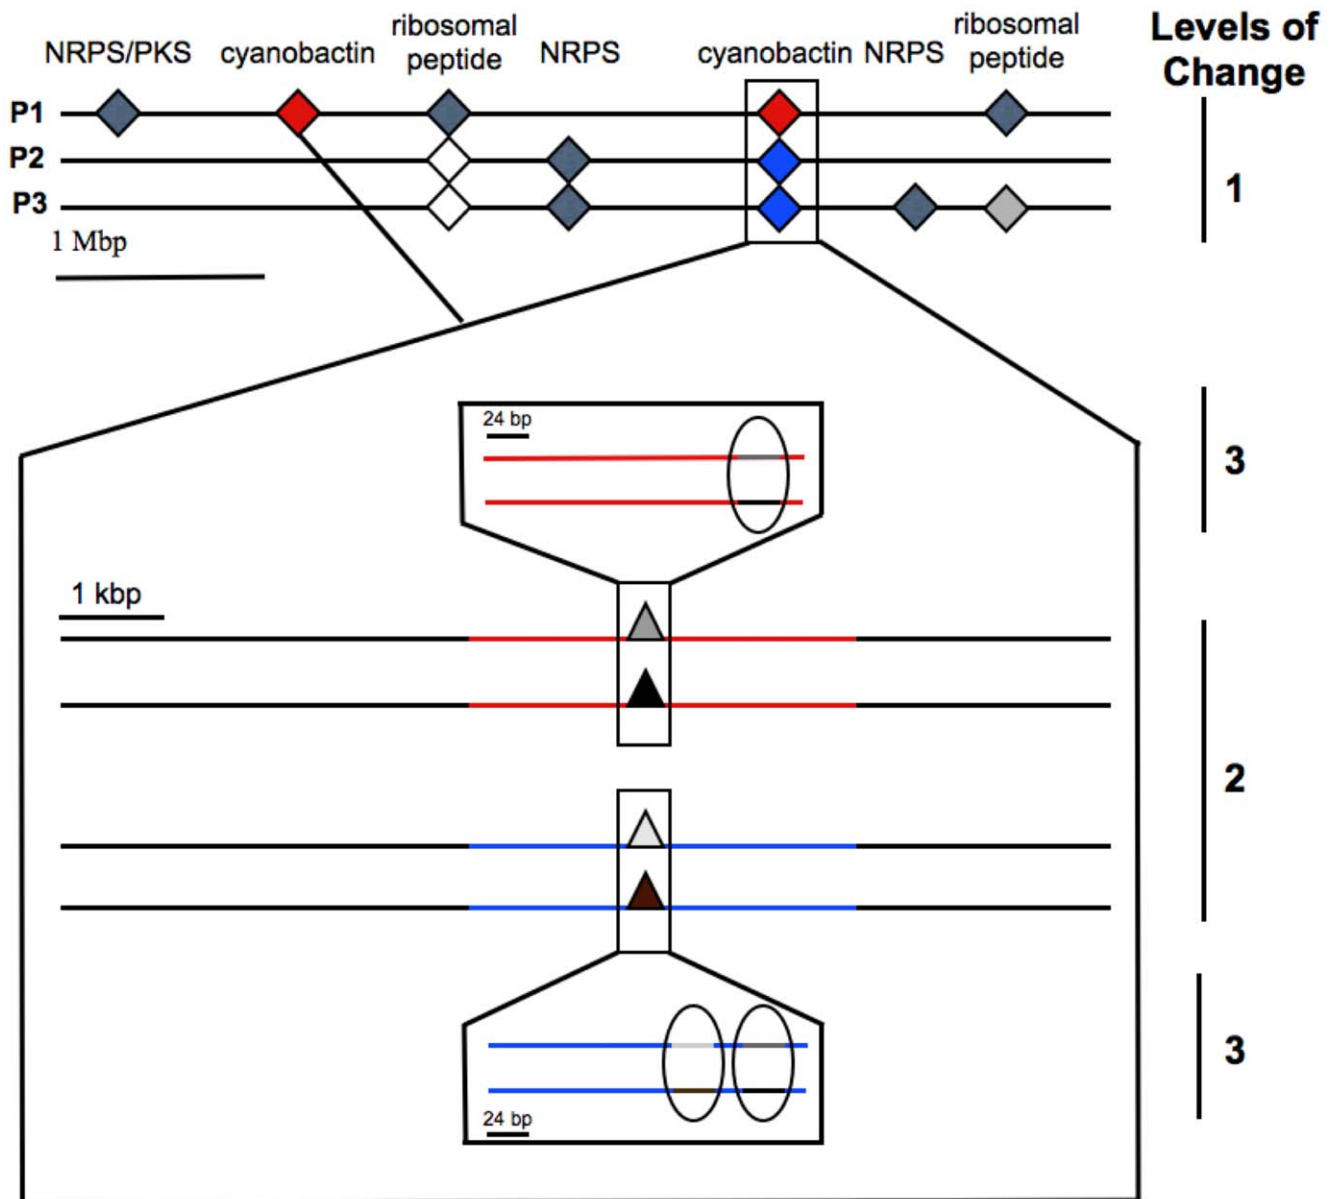 Levels of
Change
NRPS/PKS
cyanobactin
ribosomal
peptide
NRPS
cyanobactin
NRPS
ribosomal
peptide
P1
P2
P3
1
1 Mbp
24 bp
3
1 kbp
2
3
24 bp